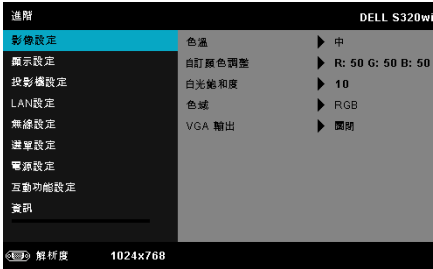 進階 DELL S320wi
影像設定 色溫 中
顯示設定 自訂顏色調整 R: 50 G: 50 B: 50
投影機設定 白光飽和度 10
LAN設定 色域 RGB
無線設定 VGA 輸出 關閉
選單設定
電源設定
互動功能設定
資訊
解析度 1024x768